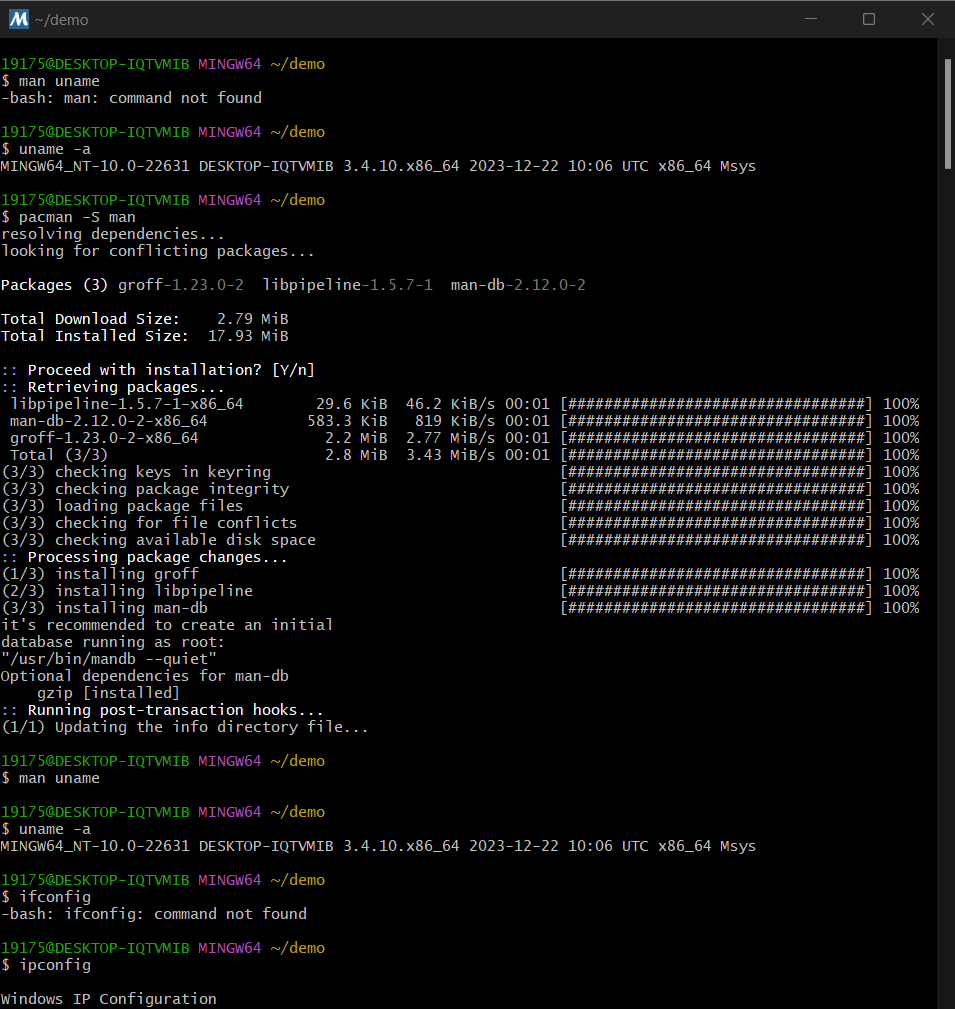 M ~/demo
19175@DESKTOP-IQTVMIB MINGW64 ~/demo
$ man uname
-bash: man: command not found
19175@DESKTOP-IQTVMIB MINGW64 ~/demo
$ uname -a
MINGW64_NT-10.0-22631 DESKTOP-IQTVMIB 3.4.10.x86_64 2023-12-22 10:06 UTC x86_64 Msys
19175@DESKTOP-IQTVMIB MINGW64 ~/demo
$ pacman -S man
resolving dependencies...
looking for conflicting packages...
Packages (3) groff-1.23.0-2  libpipeline-1.5.7-1  man-db-2.12.0-2
Total Download Size:    2.79 MiB
Total Installed Size:  17.93 MiB
:: Proceed with installation? [Y/n]
:: Retrieving packages...
 libpipeline-1.5.7-1-x86_64        29.6 KiB  46.2 KiB/s 00:01 [#################################] 100%
 man-db-2.12.0-2-x86_64           583.3 KiB   819 KiB/s 00:01 [#################################] 100%
 groff-1.23.0-2-x86_64              2.2 MiB  2.77 MiB/s 00:01 [#################################] 100%
 Total (3/3)                        2.8 MiB  3.43 MiB/s 00:01 [#################################] 100%
(3/3) checking keys in keyring                                [#################################] 100%
(3/3) checking package integrity                              [#################################] 100%
(3/3) loading package files                                   [#################################] 100%
(3/3) checking for file conflicts                             [#################################] 100%
(3/3) checking available disk space                           [#################################] 100%
:: Processing package changes...
(1/3) installing groff                                        [#################################] 100%
(2/3) installing libpipeline                                  [#################################] 100%
(3/3) installing man-db                                       [#################################] 100%
it's recommended to create an initial
database running as root:
"/usr/bin/mandb --quiet"
Optional dependencies for man-db
    gzip [installed]
:: Running post-transaction hooks...
(1/1) Updating the info directory file...
19175@DESKTOP-IQTVMIB MINGW64 ~/demo
$ man uname
19175@DESKTOP-IQTVMIB MINGW64 ~/demo
$ uname -a
MINGW64_NT-10.0-22631 DESKTOP-IQTVMIB 3.4.10.x86_64 2023-12-22 10:06 UTC x86_64 Msys
19175@DESKTOP-IQTVMIB MINGW64 ~/demo
$ ifconfig
-bash: ifconfig: command not found
19175@DESKTOP-IQTVMIB MINGW64 ~/demo
$ ipconfig
Windows IP Configuration